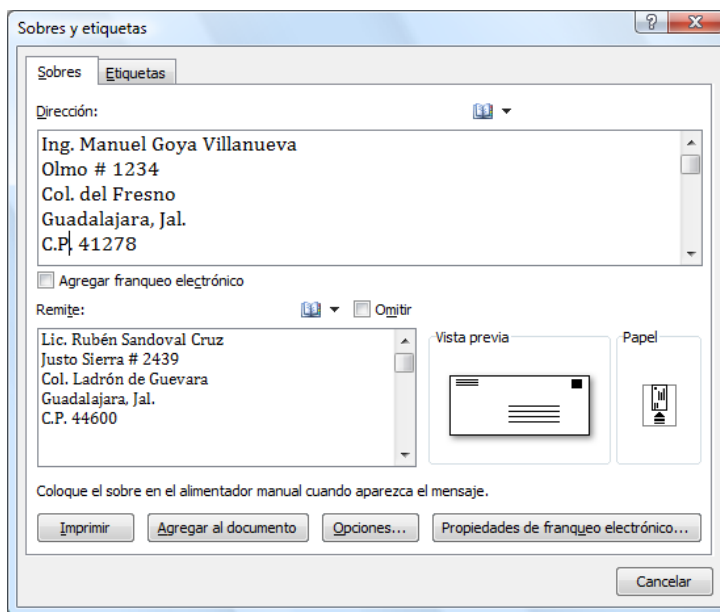 Sobres y etiquetas
Sobres
Etiquetas
Dirección:
Ing. Manuel Goya Villanueva
Olmo # 1234
Col. del Fresno
Guadalajara, Jal.
C.P. 41278
Agregar franqueo electrónico
Remite:
Omitir
Lic. Rubén Sandoval Cruz
Justo Sierra # 2439
Col. Ladrón de Guevara
Guadalajara, Jal.
C.P. 44600
Vista previa
Papel
Coloque el sobre en el alimentador manual cuando aparezca el mensaje.
Imprimir
Agregar al documento
Opciones...
Propiedades de franqueo electrónico...
Cancelar